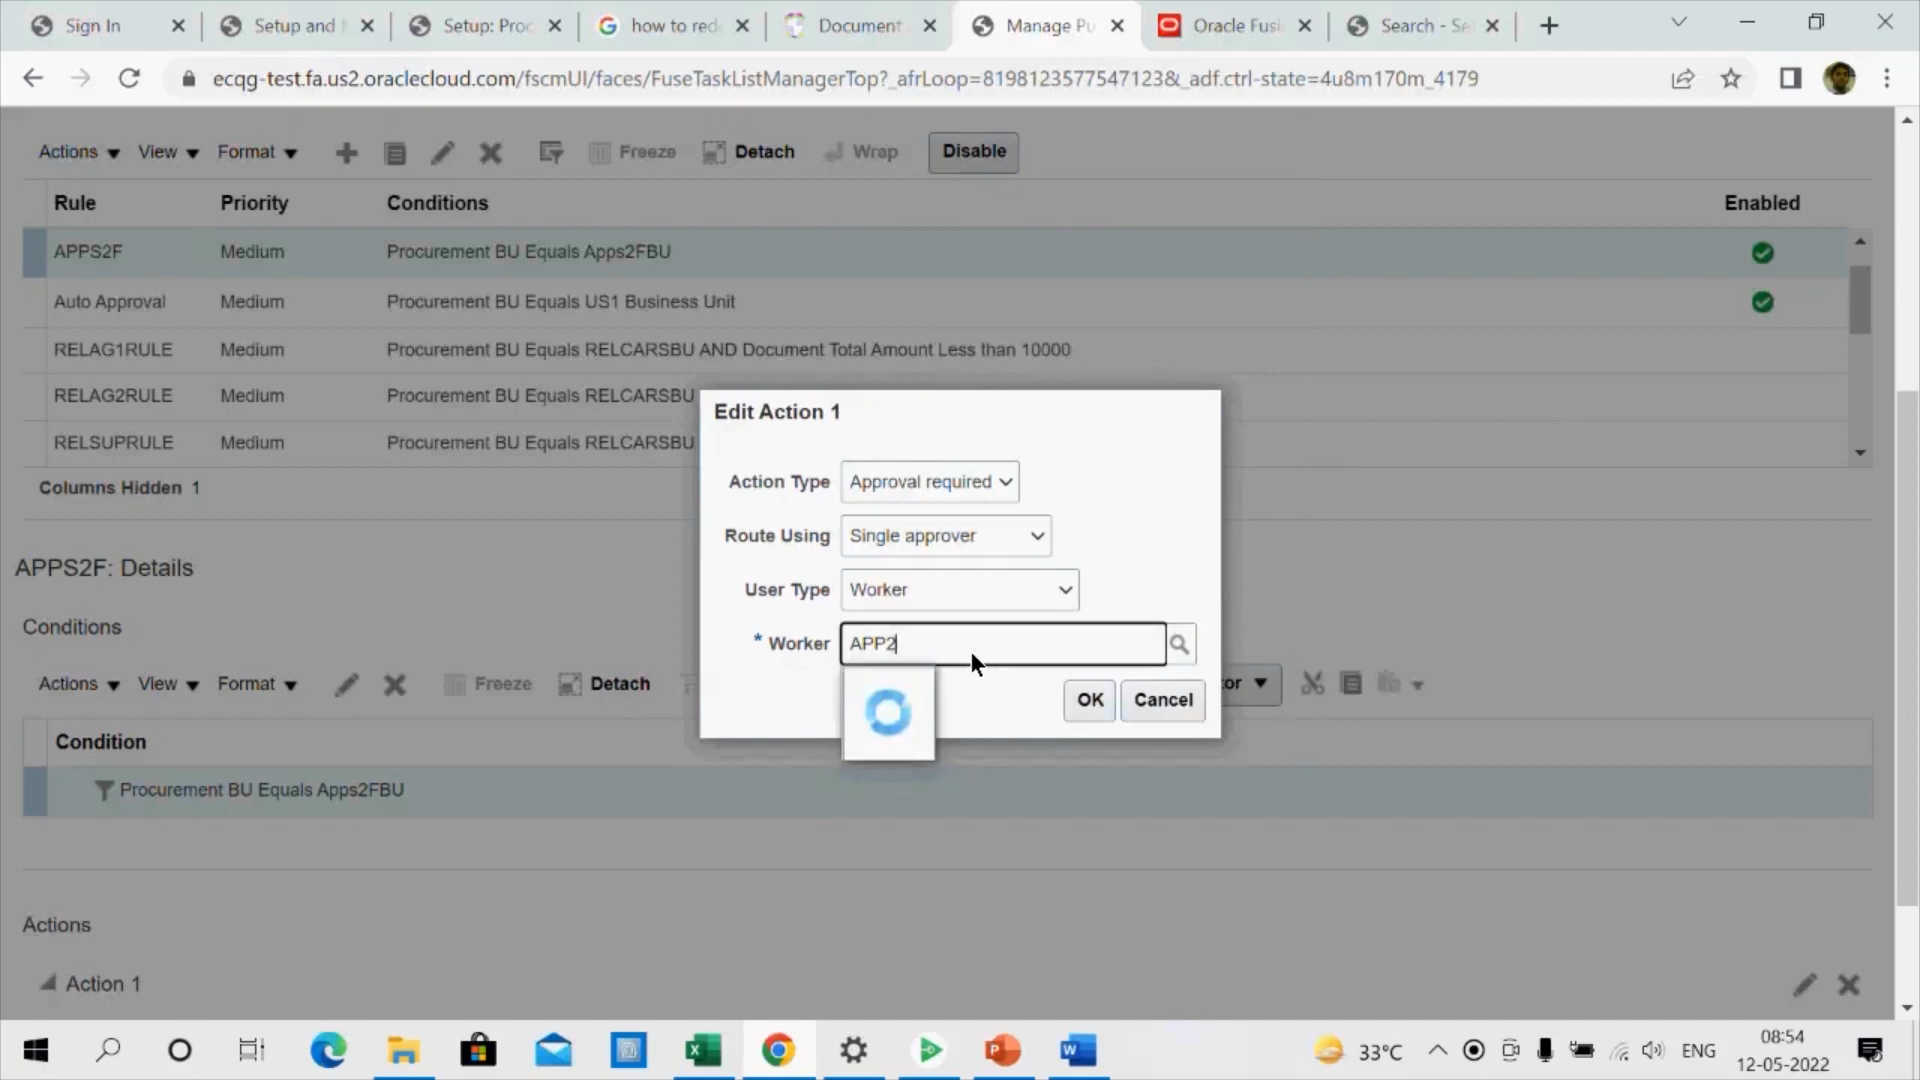 Sign In
Setup and
Setup: Proc
how to red
Document
Manage Pu
Oracle Fusi
Search - Se
ecqg-test.fa.us2.oraclecloud.com/fscmUI/faces/FuseTaskListManagerTop?_afrLoop=8198123577547123&_adf.ctrl-state=4u8m170m_4179
Actions View Format Freeze Detach Wrap Disable
Rule Priority Conditions Enabled
APPS2F Medium Procurement BU Equals Apps2FBU
Auto Approval Medium Procurement BU Equals US1 Business Unit
RELAG1RULE Medium Procurement BU Equals RELCARSBU AND Document Total Amount Less than 10000
RELAG2RULE Medium Procurement BU Equals RELCARSBU
RELSUPRULE Medium Procurement BU Equals RELCARSBU
Columns Hidden 1
Edit Action 1
Action Type Approval required
Route Using Single approver
User Type Worker
* Worker APP2
OK Cancel
APPS2F: Details
Conditions
Actions View Format Freeze Detach or
Condition
Procurement BU Equals Apps2FBU
Actions
Action 1
33°C ENG 08:54
12-05-2022